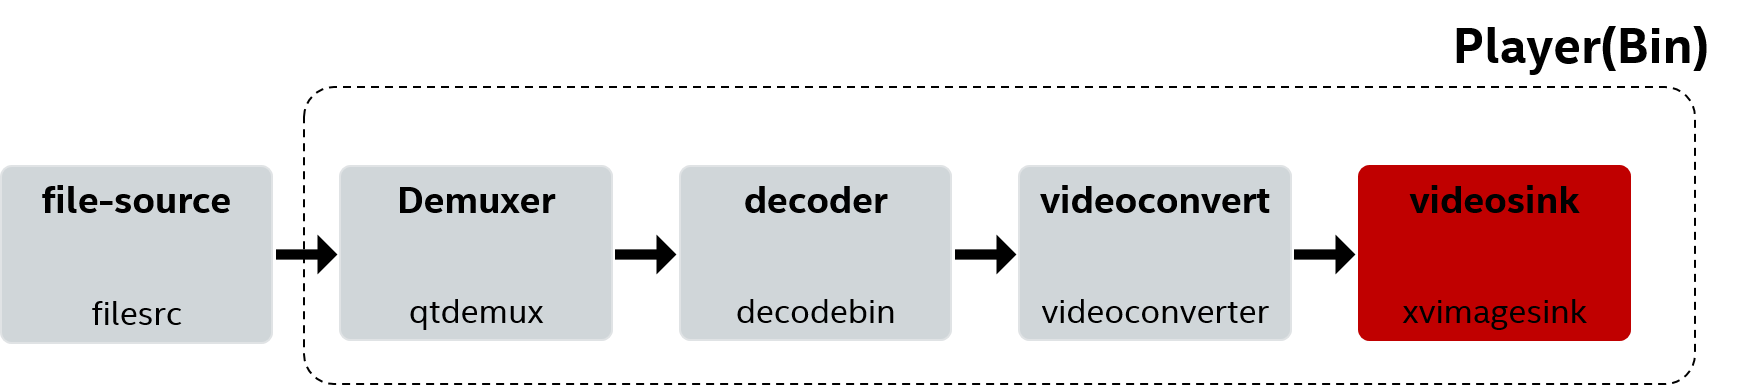 Player(Bin)
file-source
Demuxer
decoder
videoconvert
videosink
filesrc
qtdemux
decodebin
videoconverter
xvimagesink